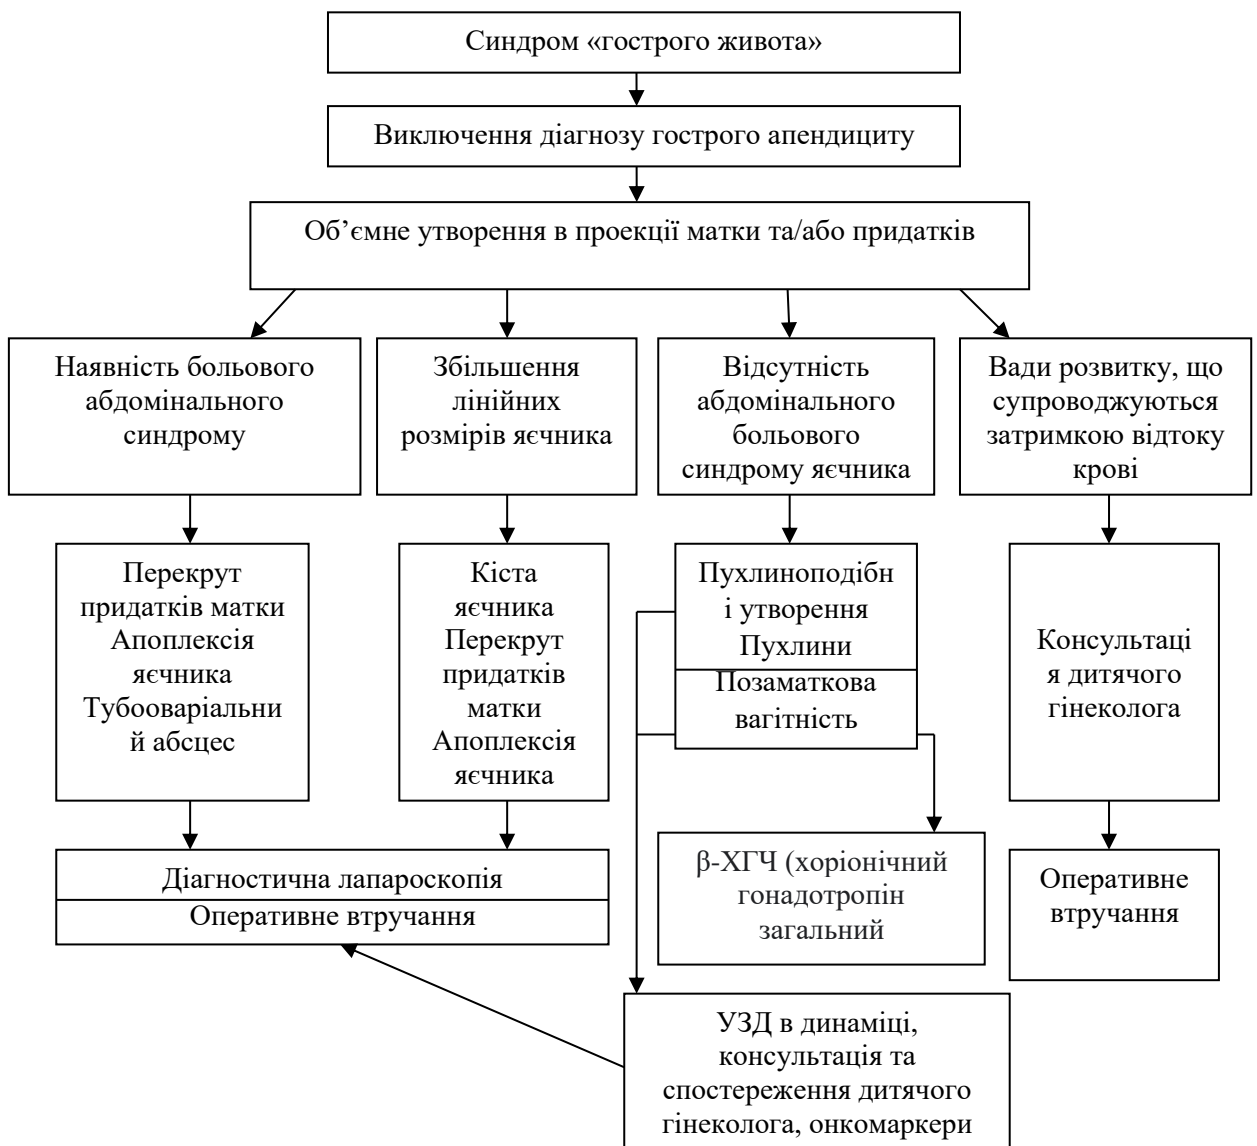 Синдром «гострого живота»
Виключення діагнозу гострого апендициту
Об’ємне утворення в проекції матки та/або придатків
Наявність больового
абдомінального
синдрому
Збільшення
лінійних
розмірів яєчника
Відсутність
абдомінального
больового
синдрому яєчника
Вади розвитку, що
супроводжуються
затримкою відтоку
крові
Перекрут
придатків матки
Апоплексія
яєчника
Тубооваріальни
й абсцес
Кіста
яєчника
Перекрут
придатків
матки
Апоплексія
яєчника
Пухлиноподібн
і утворення
Пухлини
Позаматкова
вагітність
Консультаці
я дитячого
гінеколога
Діагностична лапароскопія
Оперативне втручання
β-ХГЧ (хоріонічний
гонадотропін
загальний
Оперативне
втручання
УЗД в динаміці,
консультація та
спостереження дитячого
гінеколога, онкомаркери